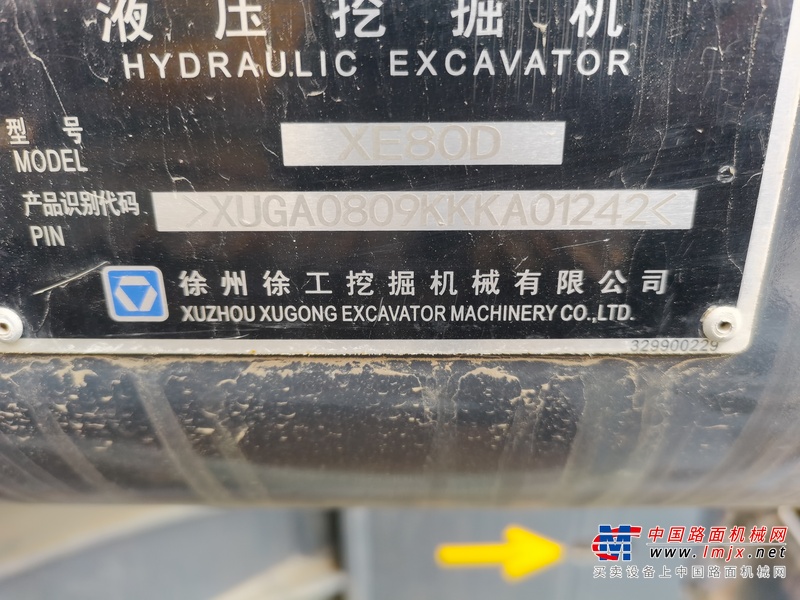 液压挖掘机
HYDRAULIC EXCAVATOR
型号 XE80D
MODEL
产品识别代码 >XUGA0809KKKA01242<
PIN
徐州徐工挖掘机械有限公司
XUZHOU XUGONG EXCAVATOR MACHINERY CO.,LTD.
329900229
中国路面机械网
www.lmjx.net
买卖设备上中国路面机械网